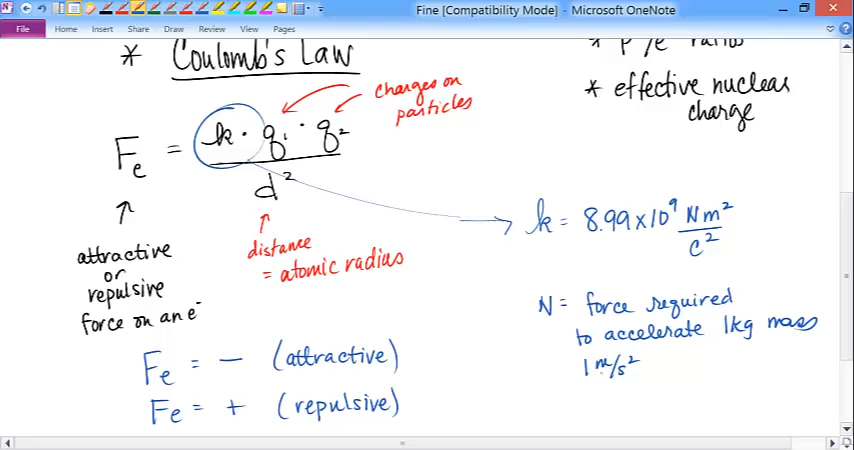 Fine [Compatibility Mode] - Microsoft OneNote
File Home Insert Share Draw History Review View
* Coulomb's Law
* p⁺/e⁻ ratios
* effective nuclear
charge
charges on
particles
Fe = k · q₁ · q₂
d²
attractive
or
repulsive
force on an e⁻
distance
= atomic radius
k = 8.99 x 10⁹ Nm²
c²
N = force required
to accelerate 1kg mass
1 m/s²
Fe = - (attractive)
Fe = + (repulsive)